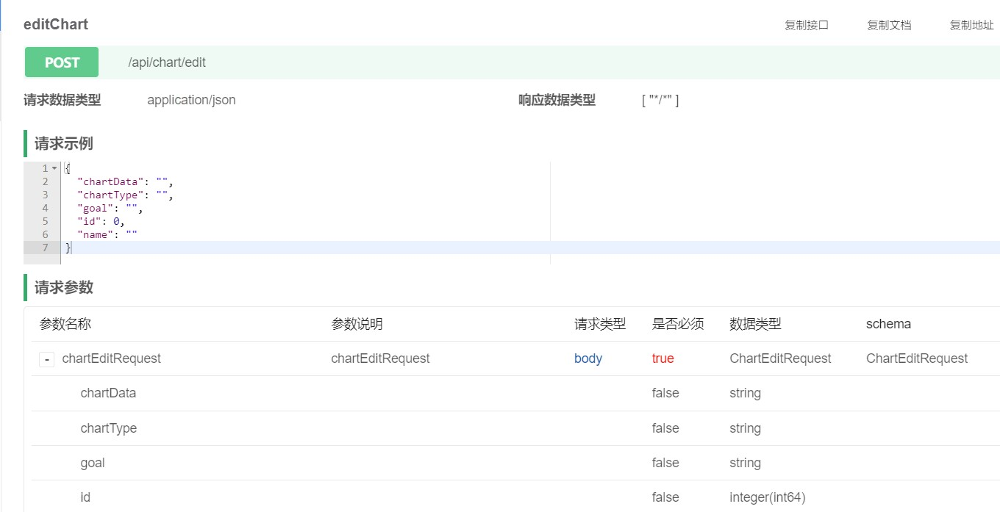 editChart 复制接口 复制文档 复制地址
POST /api/chart/edit
请求数据类型 application/json 响应数据类型 [ "*/*" ]
请求示例
1 {
2 "chartData": "",
3 "chartType": "",
4 "goal": "",
5 "id": 0,
6 "name": ""
7 }
请求参数
参数名称 参数说明 请求类型 是否必须 数据类型 schema
- chartEditRequest chartEditRequest body true ChartEditRequest ChartEditRequest
chartData false string
chartType false string
goal false string
id false integer(int64)